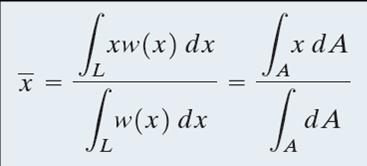 x̄ = ∫_L xw(x) dx / ∫_L w(x) dx = ∫_A x dA / ∫_A dA